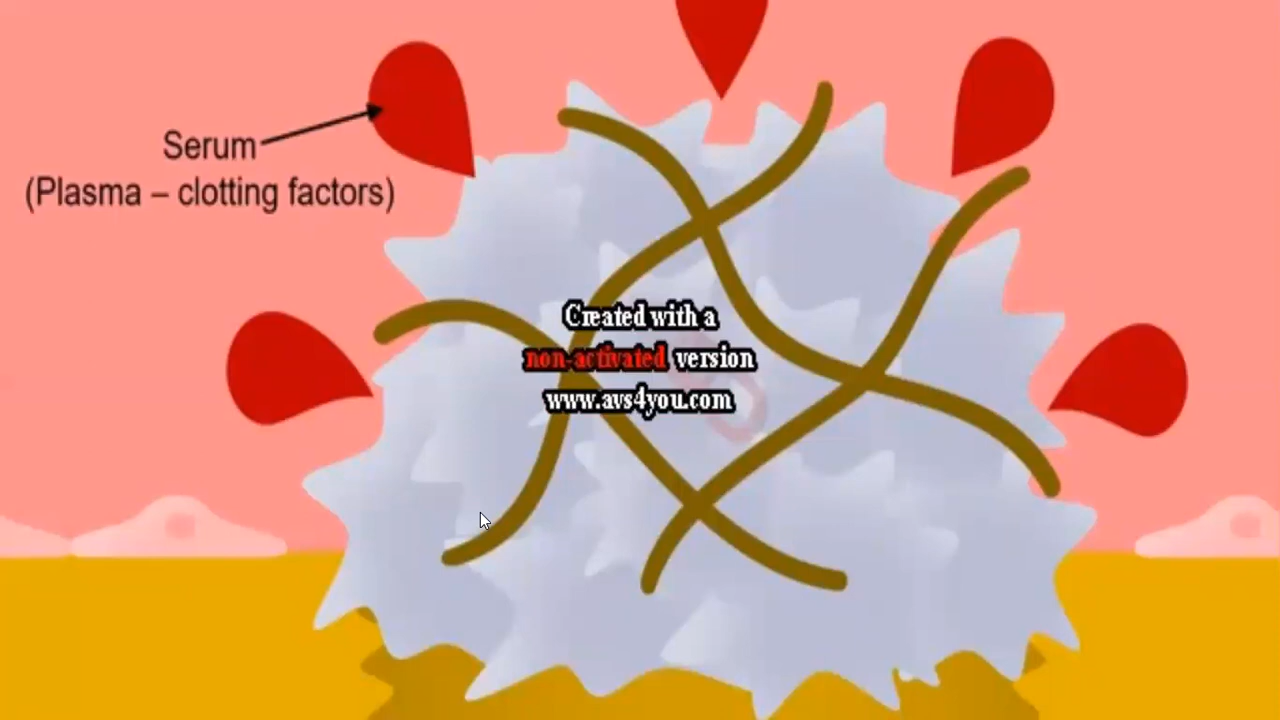 Serum
(Plasma – clotting factors)
Created with a
non-activated version
www.avs4you.com